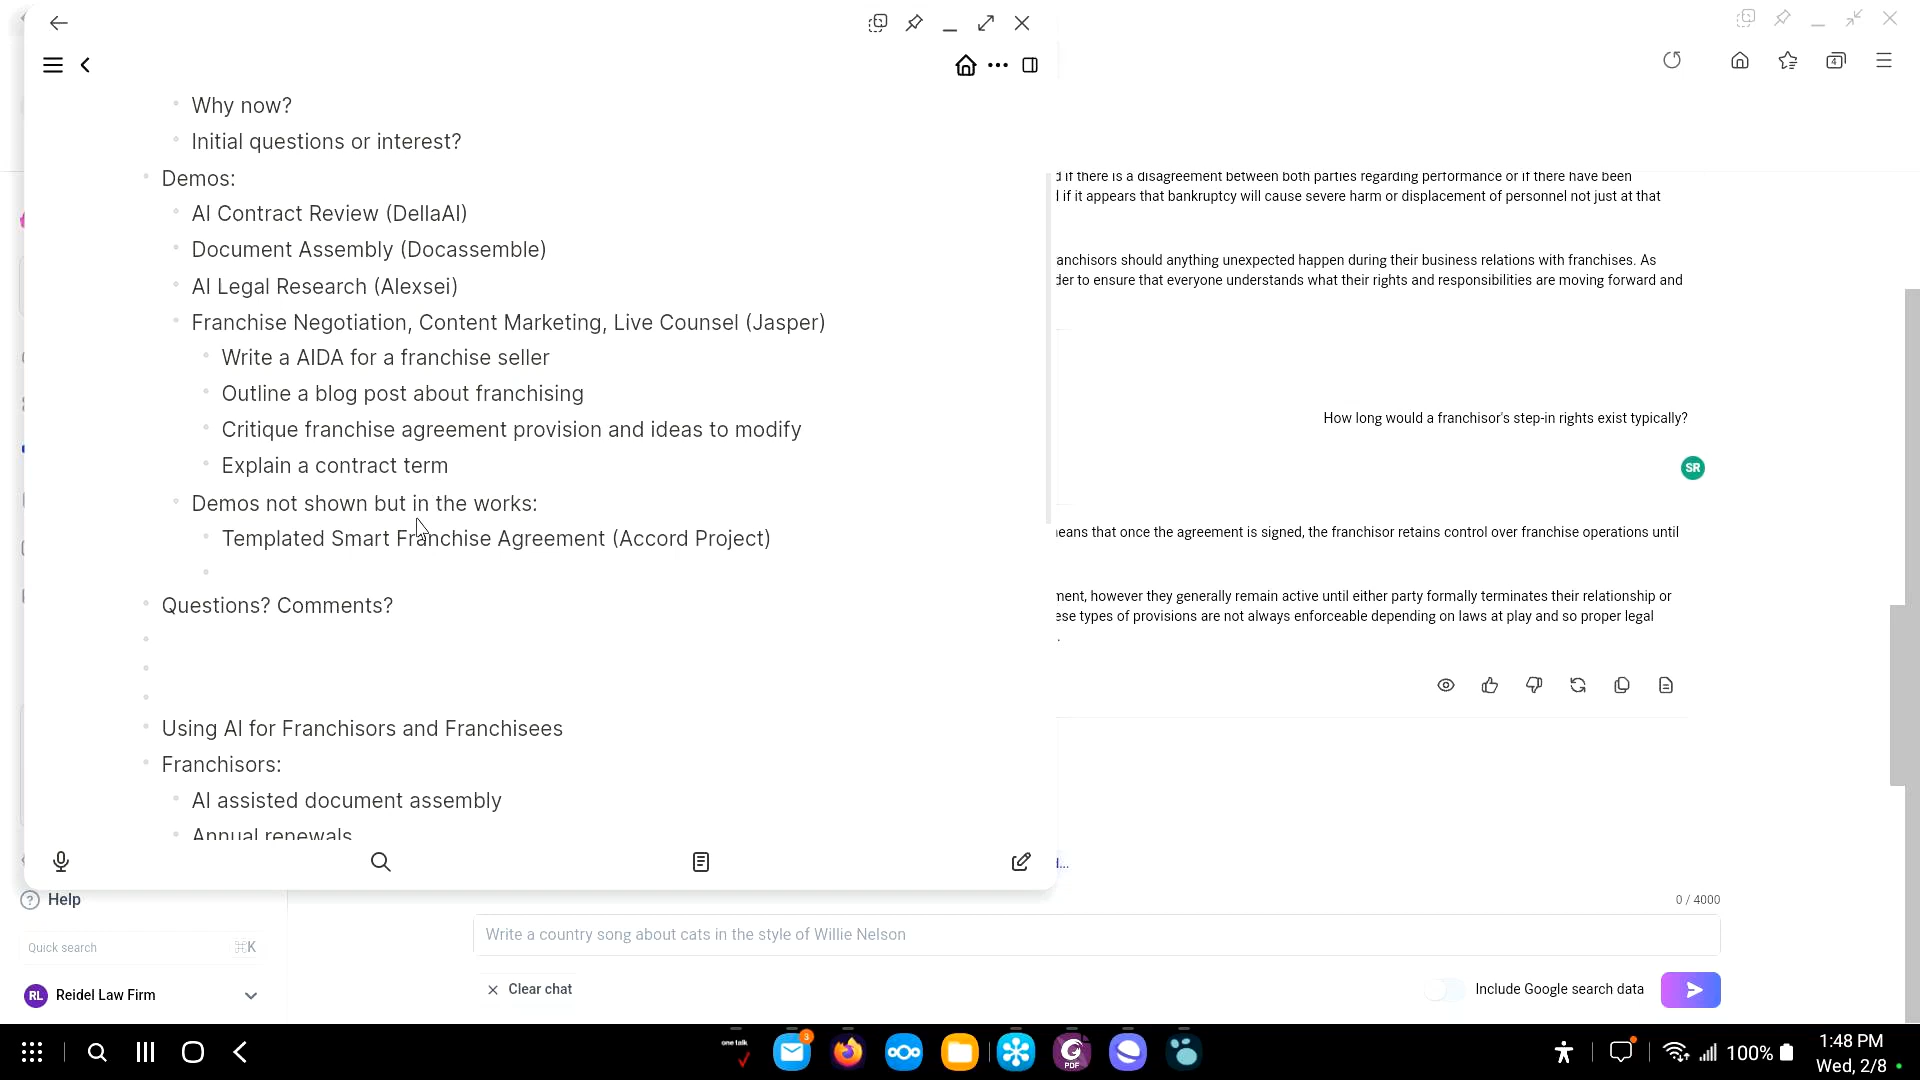 Why now?
Initial questions or interest?
Demos:
AI Contract Review (DellaAI)
Document Assembly (Docassemble)
AI Legal Research (Alexsei)
Franchise Negotiation, Content Marketing, Live Counsel (Jasper)
Write a AIDA for a franchise seller
Outline a blog post about franchising
Critique franchise agreement provision and ideas to modify
Explain a contract term
Demos not shown but in the works:
Templated Smart Franchise Agreement (Accord Project)
Questions? Comments?
Using AI for Franchisors and Franchisees
Franchisors:
AI assisted document assembly
Annual renewals
4
if there is a disagreement between both parties regarding performance or if there have been
if it appears that bankruptcy will cause severe harm or displacement of personnel not just at that
anchisors should anything unexpected happen during their business relations with franchises. As
der to ensure that everyone understands what their rights and responsibilities are moving forward and
How long would a franchisor's step-in rights exist typically?
SR
eans that once the agreement is signed, the franchisor retains control over franchise operations until
ment, however they generally remain active until either party formally terminates their relationship or
ese types of provisions are not always enforceable depending on laws at play and so proper legal
Help
0 / 4000
Quick search ⌘K
Write a country song about cats in the style of Willie Nelson
RL Reidel Law Firm
Clear chat
Include Google search data
one talk
3
PDF
100%
1:48 PM
Wed, 2/8